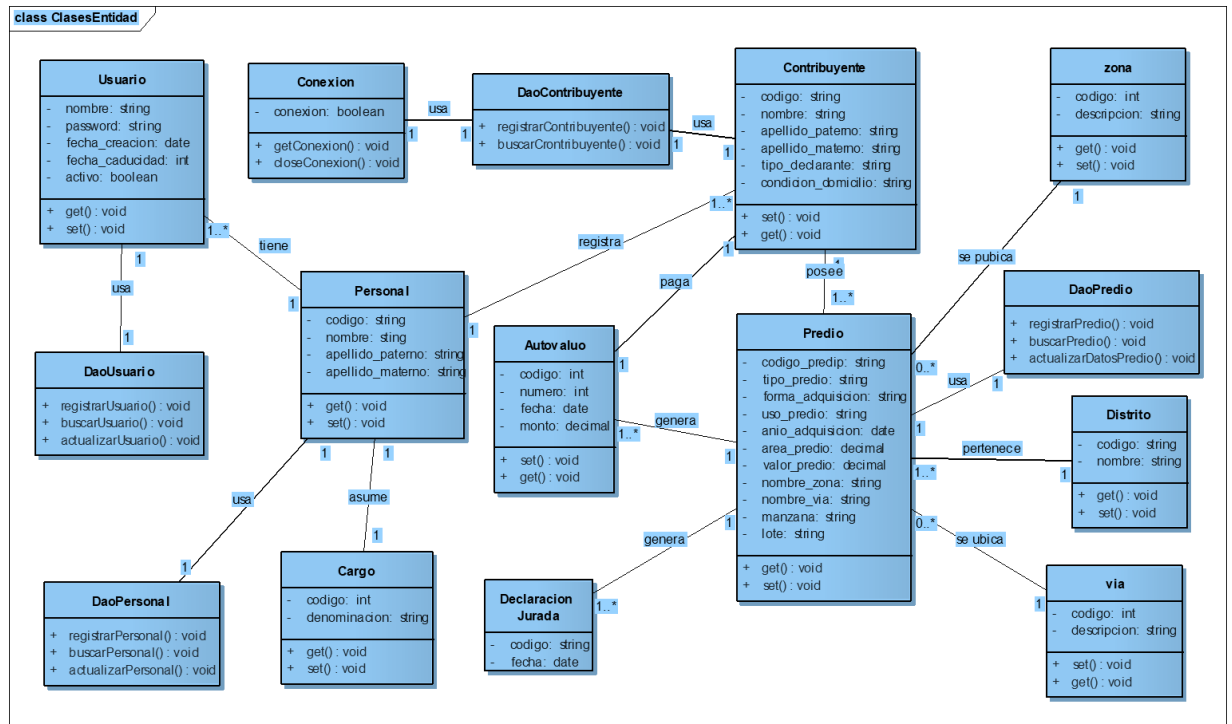 class ClasesEntidad
Usuario
- nombre: string
- password: string
- fecha_creacion: date
- fecha_caducidad: int
- activo: boolean
+ get() : void
+ set() : void
Conexion
- conexion: boolean
+ getConexion() : void
+ closeConexion() : void
usa
1
1
DaoContribuyente
+ registrarContribuyente() : void
+ buscarCrontribuyente() : void
usa
1
1
Contribuyente
- codigo: string
- nombre: string
- apellido_paterno: string
- apellido_materno: string
- tipo_declarante: string
- condicion_domicilio: string
+ set() : void
+ get() : void
zona
- codigo: int
- descripcion: string
+ get() : void
+ set() : void
1
se pubica
0..*
1..*
tiene
1
1
usa
1
1..*
registra
1
1
paga
1
1
posee
1..*
Personal
- codigo: string
- nombre: sting
- apellido_paterno: string
- apellido_materno: string
+ get() : void
+ set() : void
DaoUsuario
+ registrarUsuario() : void
+ buscarUsuario() : void
+ actualizarUsuario() : void
Autovaluo
- codigo: int
- numero: int
- fecha: date
- monto: decimal
+ set() : void
+ get() : void
genera
1..*
1
Predio
- codigo_predip: string
- tipo_predio: string
- forma_adquisicion: string
- uso_predio: string
- anio_adquisicion: date
- area_predio: decimal
- valor_predio: decimal
- nombre_zona: string
- nombre_via: string
- manzana: string
- lote: string
+ get() : void
+ set() : void
DaoPredio
+ registrarPredio() : void
+ buscarPredio() : void
+ actualizarDatosPredio() : void
usa
1
1
Distrito
- codigo: string
- nombre: string
+ get() : void
+ set() : void
pertenece
1..*
1
1
usa
1
1
asume
1
genera
1
1..*
0..*
se ubica
1
DaoPersonal
+ registrarPersonal() : void
+ buscarPersonal() : void
+ actualizarPersonal() : void
Cargo
- codigo: int
- denominacion: string
+ get() : void
+ set() : void
Declaracion
Jurada
- codigo: string
- fecha: date
via
- codigo: int
- descripcion: string
+ set() : void
+ get() : void